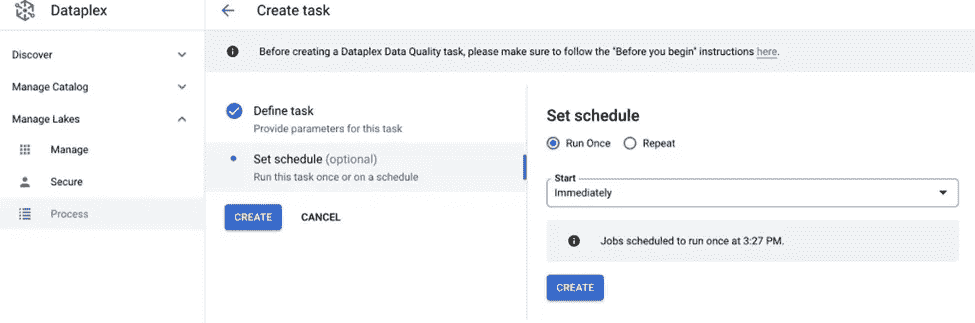 Dataplex
Create task
Before creating a Dataplex Data Quality task, please make sure to follow the "Before you begin" instructions here.
Discover
Manage Catalog
Manage Lakes
Manage
Secure
Process
Define task
Provide parameters for this task
Set schedule (optional)
Run this task once or on a schedule
CREATE CANCEL
Set schedule
Run Once Repeat
Start
Immediately
Jobs scheduled to run once at 3:27 PM.
CREATE